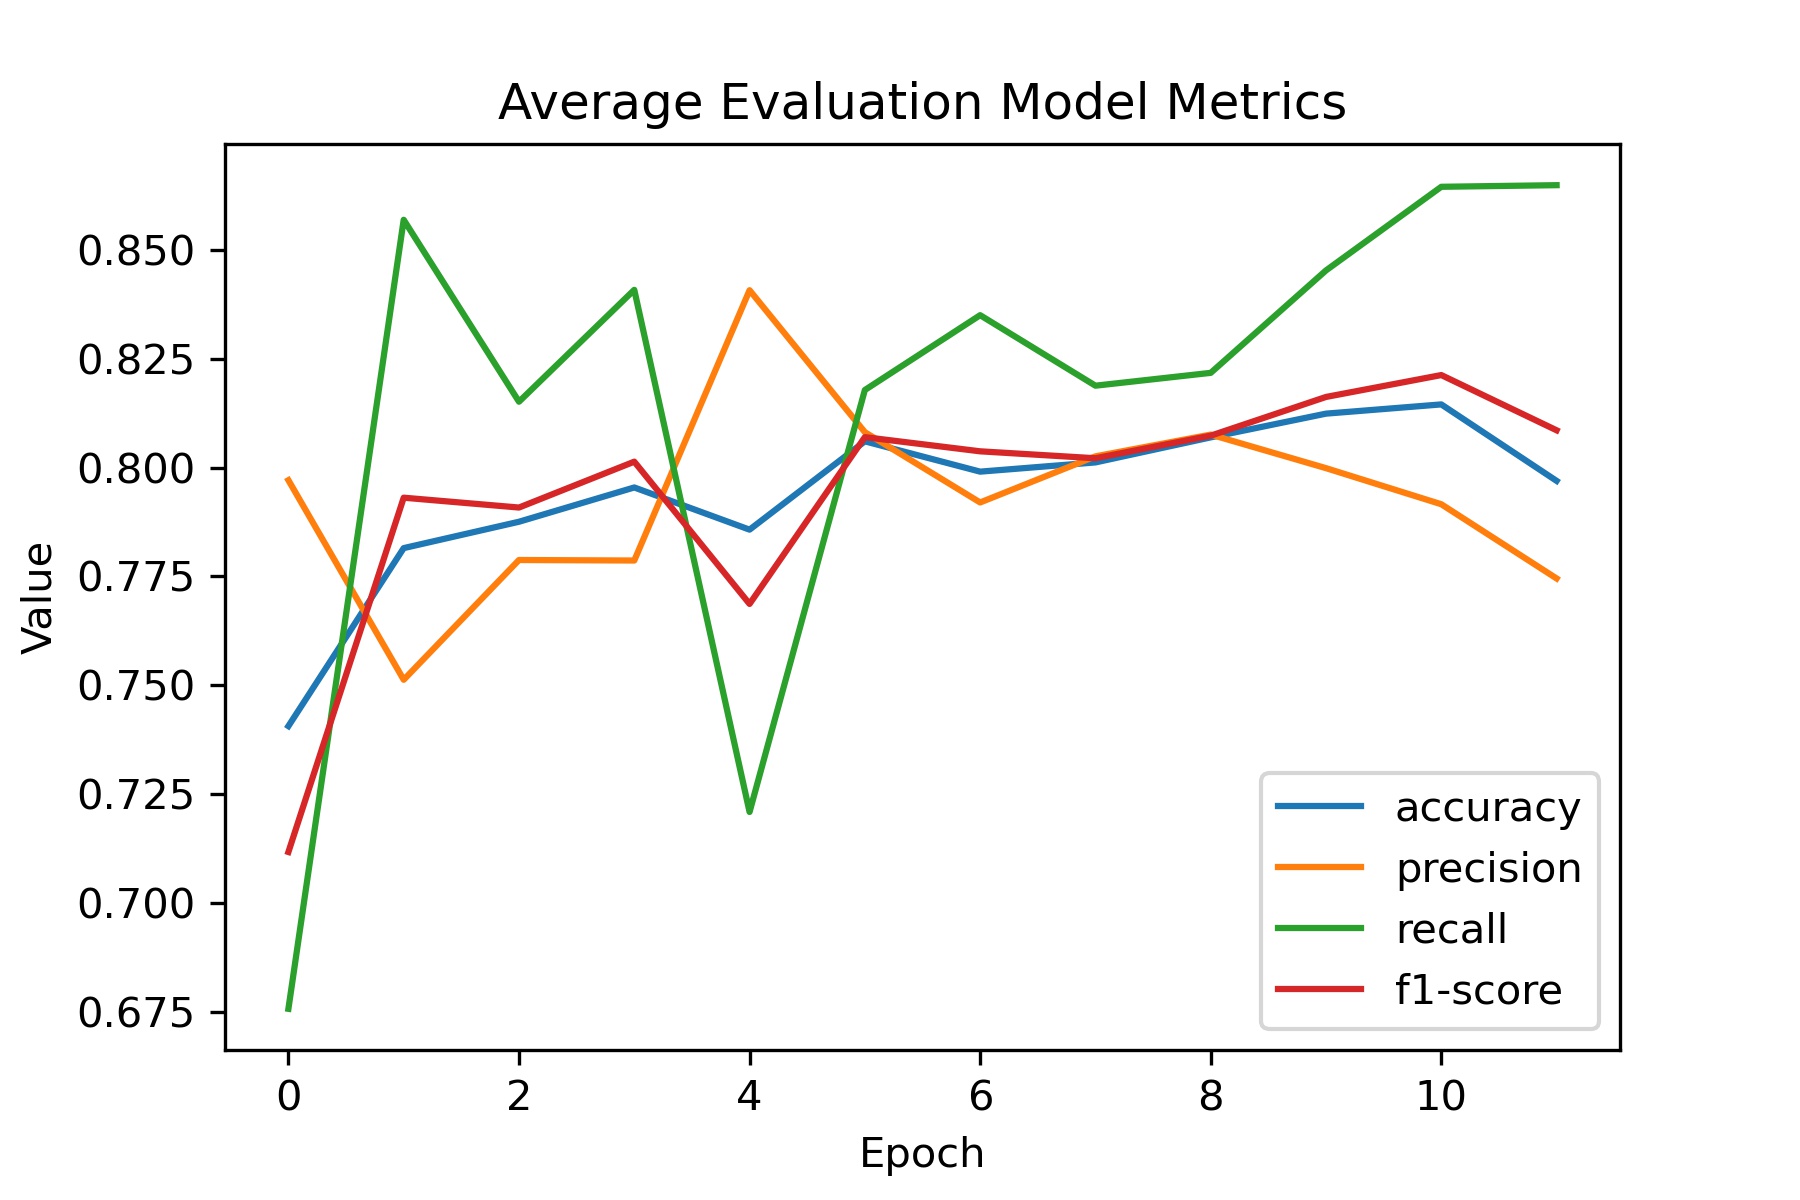 Average Evaluation Model Metrics
0.850
0.825
0.800
0.775
0.750
0.725
0.700
0.675
Value
0 2 4 6 8 10
Epoch
accuracy
precision
recall
f1-score